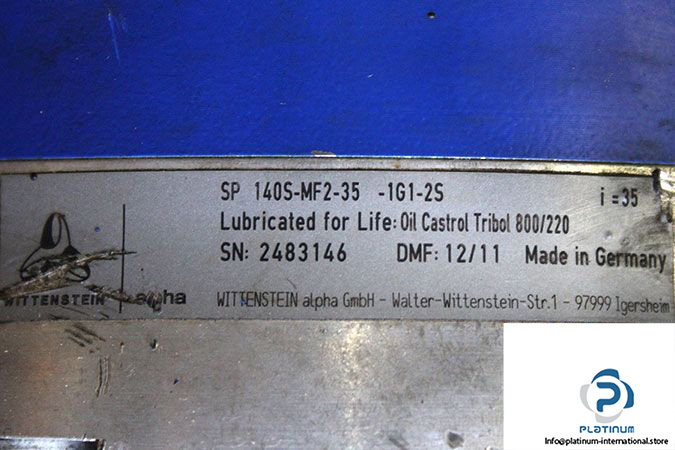 SP 140S-MF2-35 -1G1-2S i = 35
Lubricated for Life: Oil Castrol Tribol 800/220
SN: 2483146 DMF: 12/11 Made in Germany
WITTENSTEIN alpha
WITTENSTEIN alpha GmbH - Walter-Wittenstein-Str.1 - 97999 Igersheim
PLATINUM
Info@platinum-international.store